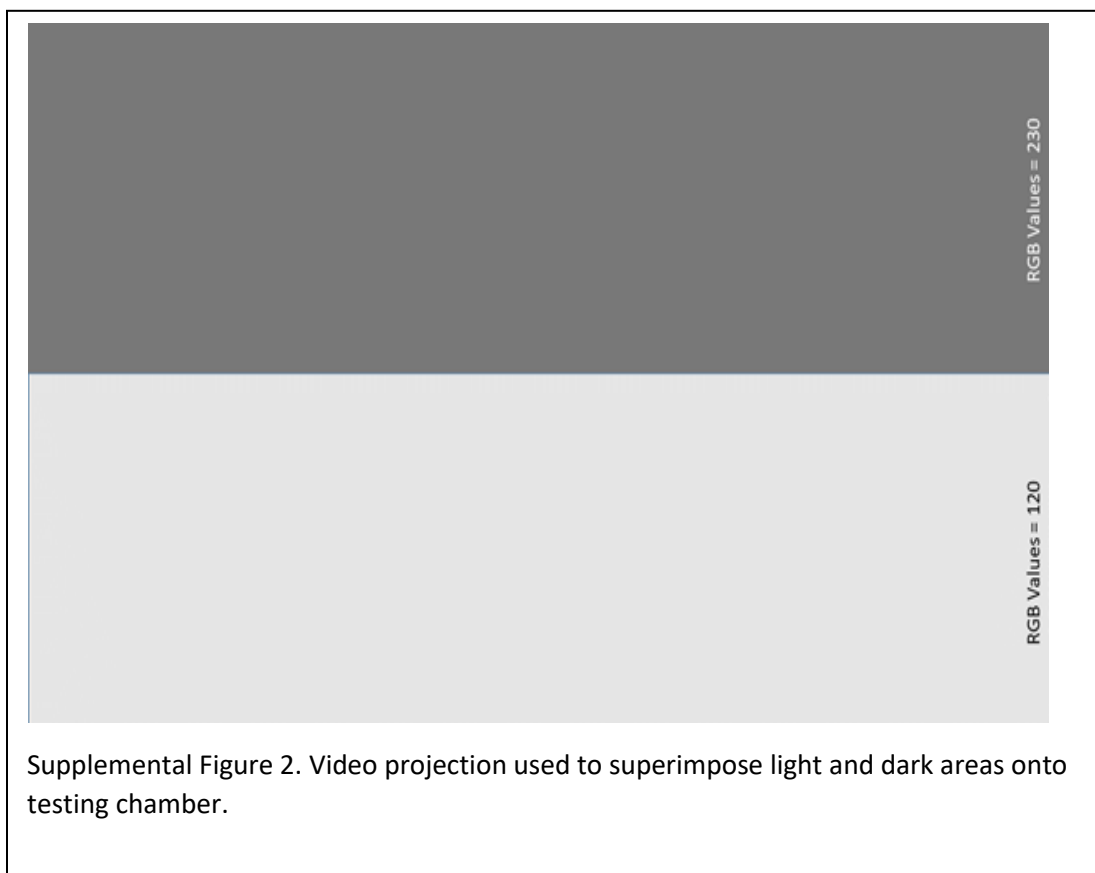 RGB Values = 230
RGB Values = 120
Supplemental Figure 2. Video projection used to superimpose light and dark areas onto
testing chamber.